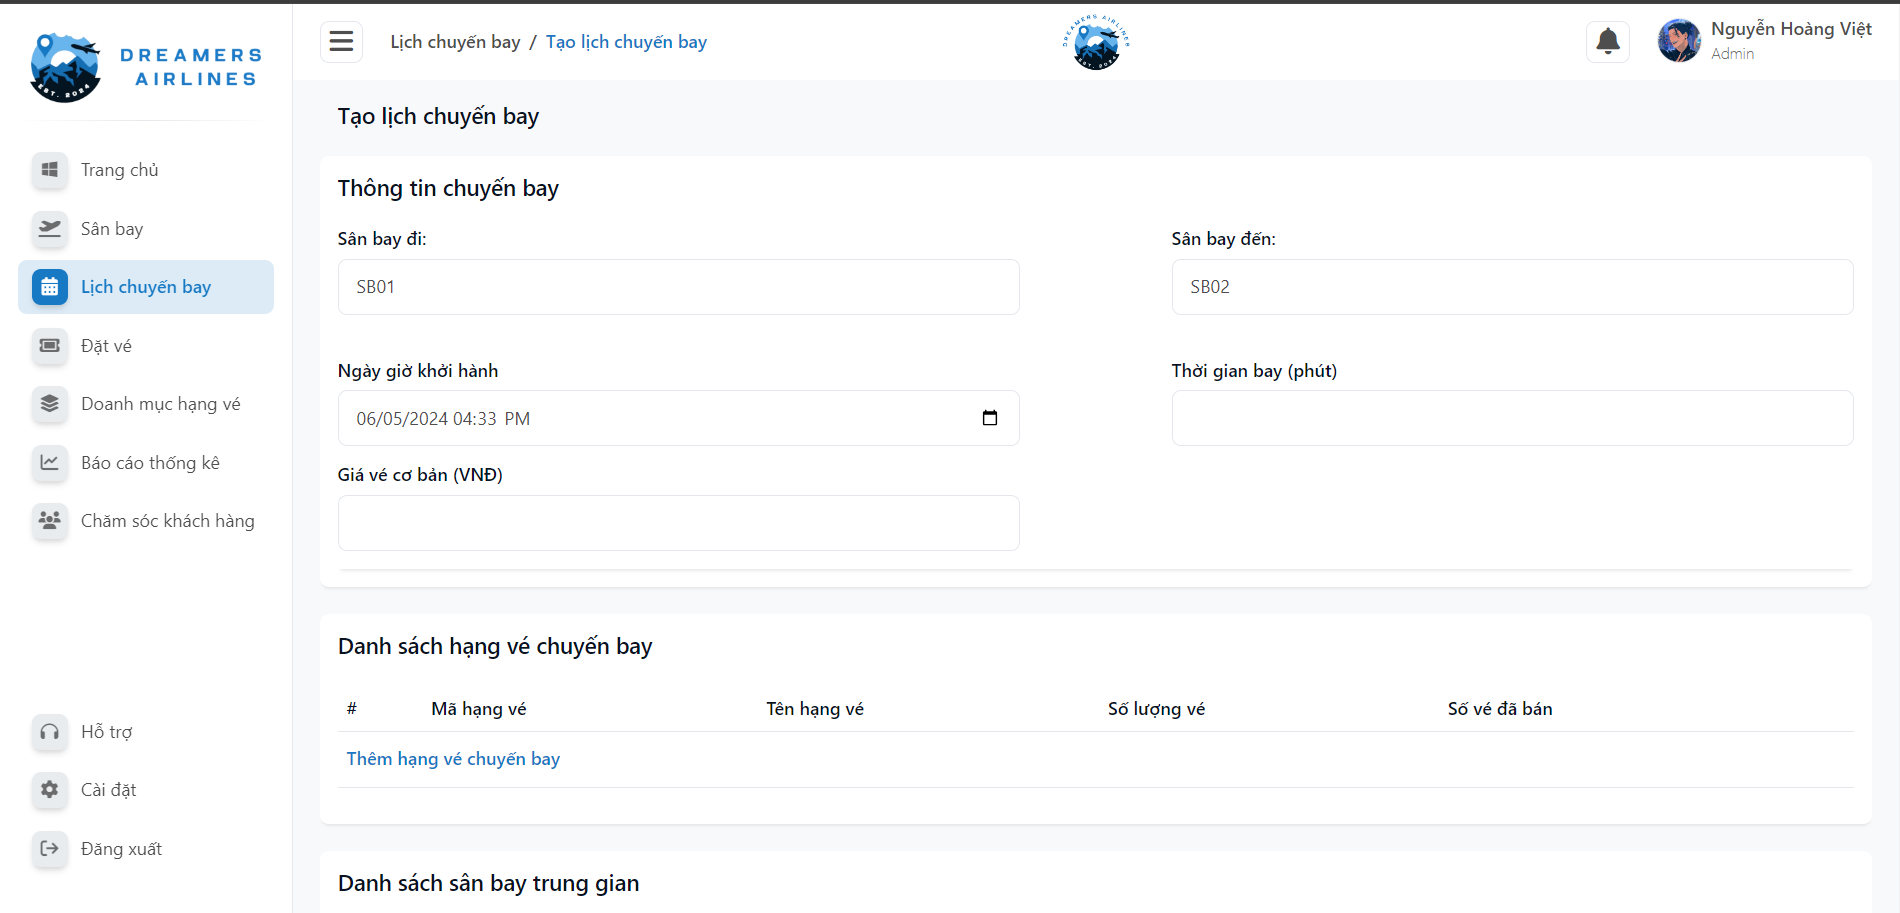 DREAMERS
AIRLINES
EST. 2024
Trang chủ
Sân bay
Lịch chuyến bay
Đặt vé
Doanh mục hạng vé
Báo cáo thống kê
Chăm sóc khách hàng
Hỗ trợ
Cài đặt
Đăng xuất
Lịch chuyến bay / Tạo lịch chuyến bay
DREAMERS AIRLINES
EST. 2024
Nguyễn Hoàng Việt
Admin
Tạo lịch chuyến bay
Thông tin chuyến bay
Sân bay đi:
Sân bay đến:
SB01
SB02
Ngày giờ khởi hành
Thời gian bay (phút)
06/05/2024 04:33 PM
Giá vé cơ bản (VNĐ)
Danh sách hạng vé chuyến bay
# Mã hạng vé Tên hạng vé Số lượng vé Số vé đã bán
Thêm hạng vé chuyến bay
Danh sách sân bay trung gian